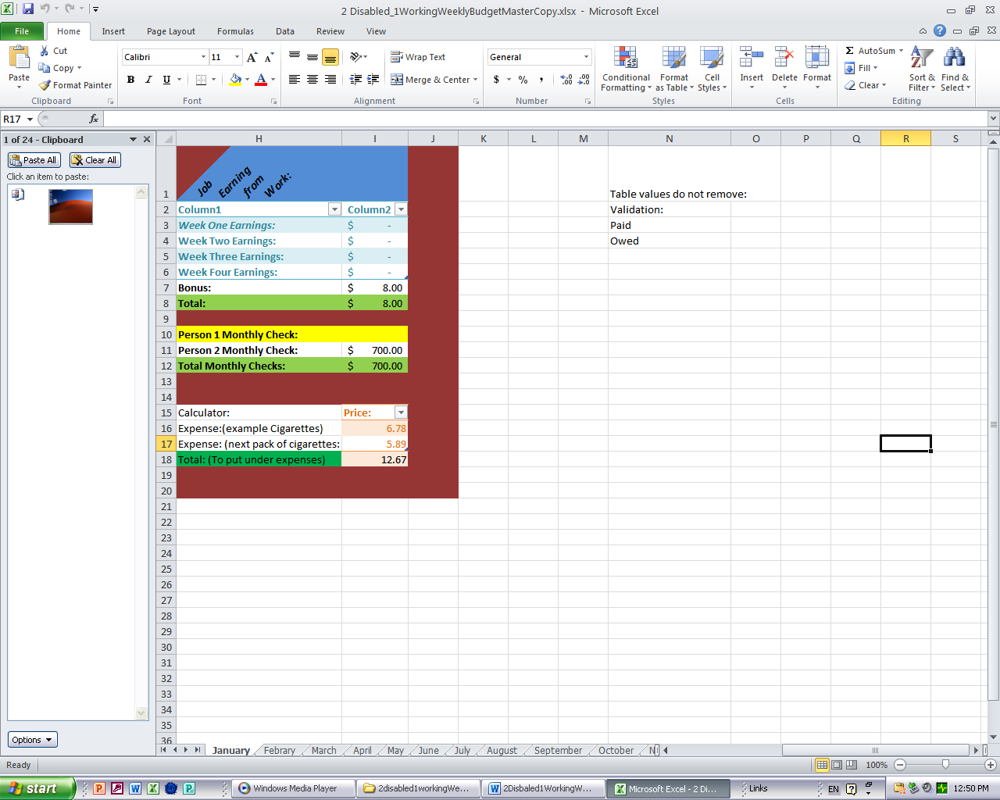 2 Disabled_1WorkingWeeklyBudgetMasterCopy.xlsx - Microsoft Excel
File Home Insert Page Layout Formulas Data Review View
Paste Cut Calibri 11 Wrap Text General Conditional Formatting Format as Table Cell Styles Insert Delete Format AutoSum Sort & Filter Find & Select
Copy Fill
Format Painter B I U Merge & Center $ % , Clear
Clipboard Font Alignment Number Styles Cells Editing
R17 fx
1 of 24 - Clipboard
Paste All Clear All
Click an item to paste:
Options
H I J K L M N O P Q R S
1 Job Earning from Work: Table values do not remove:
2 Column1 Column2 Validation:
3 Week One Earnings: $ - Paid
4 Week Two Earnings: $ - Owed
5 Week Three Earnings: $ -
6 Week Four Earnings: $ -
7 Bonus: $ 8.00
8 Total: $ 8.00
9
10 Person 1 Monthly Check:
11 Person 2 Monthly Check: $ 700.00
12 Total Monthly Checks: $ 700.00
13
14
15 Calculator: Price:
16 Expense:(example Cigarettes) 6.78
17 Expense: (next pack of cigarettes: 5.89
18 Total: (To put under expenses) 12.67
19
20
21
22
23
24
25
26
27
28
29
30
31
32
33
34
35
36
January Febrary March April May June July August September October N
Ready 100%
start Windows Media Player 2disabled1workingWe... 2Disbaled1WorkingW... Microsoft Excel - 2 Di... Links EN 12:50 PM